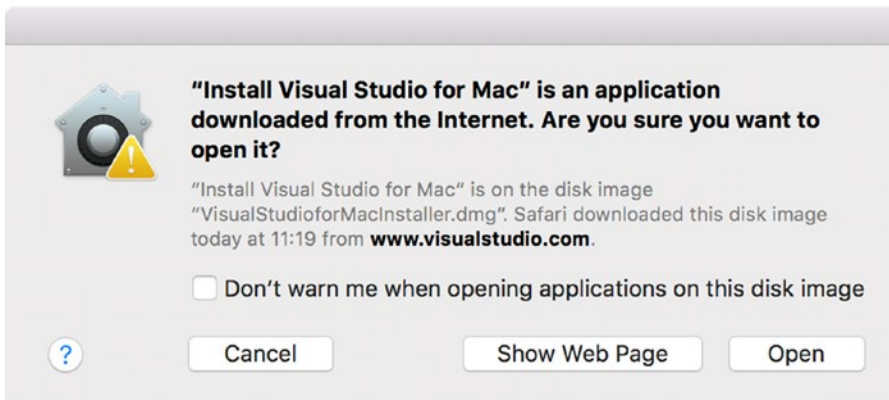 “Install Visual Studio for Mac” is an application
downloaded from the Internet. Are you sure you want to
open it?
“Install Visual Studio for Mac” is on the disk image
“VisualStudioforMacInstaller.dmg”. Safari downloaded this disk image
today at 11:19 from www.visualstudio.com.
Don’t warn me when opening applications on this disk image
? Cancel Show Web Page Open